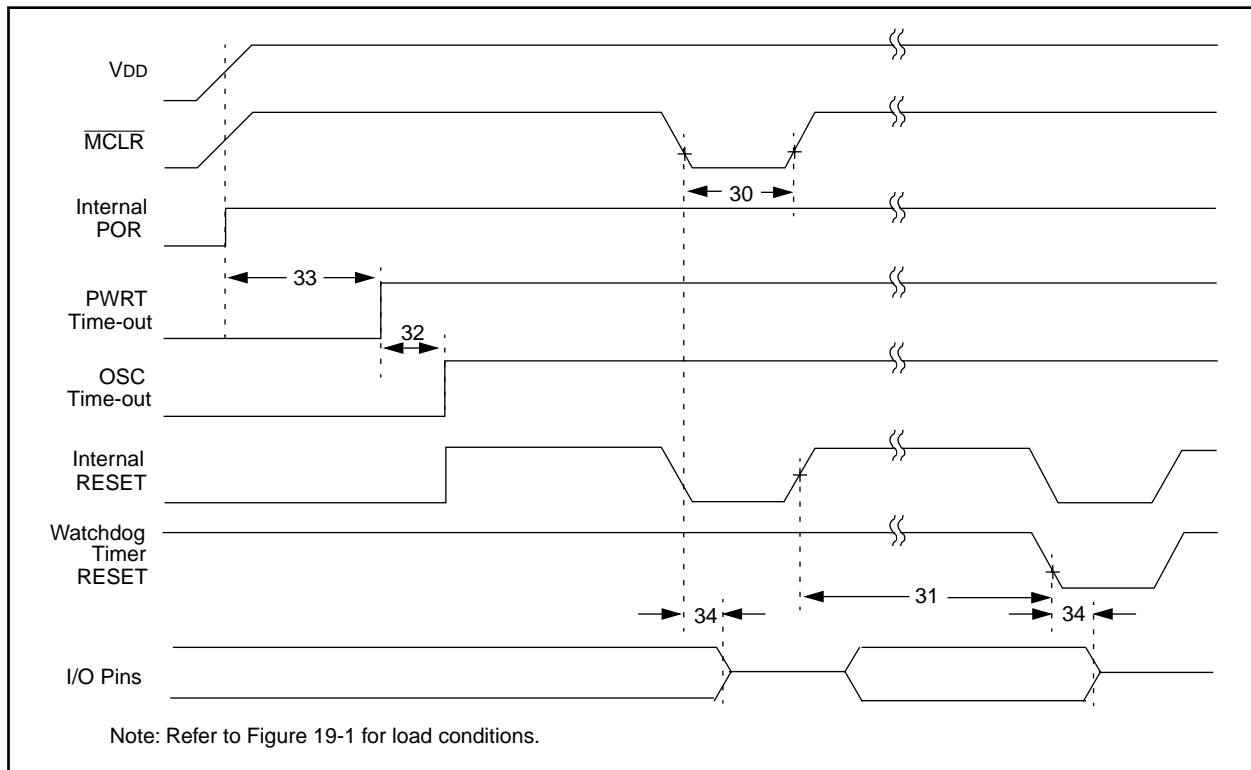 VDD
MCLR
30
Internal
POR
33
PWRT
Time-out
32
OSC
Time-out
Internal
RESET
Watchdog
Timer
RESET
31
34
34
I/O Pins
Note: Refer to Figure 19-1 for load conditions.